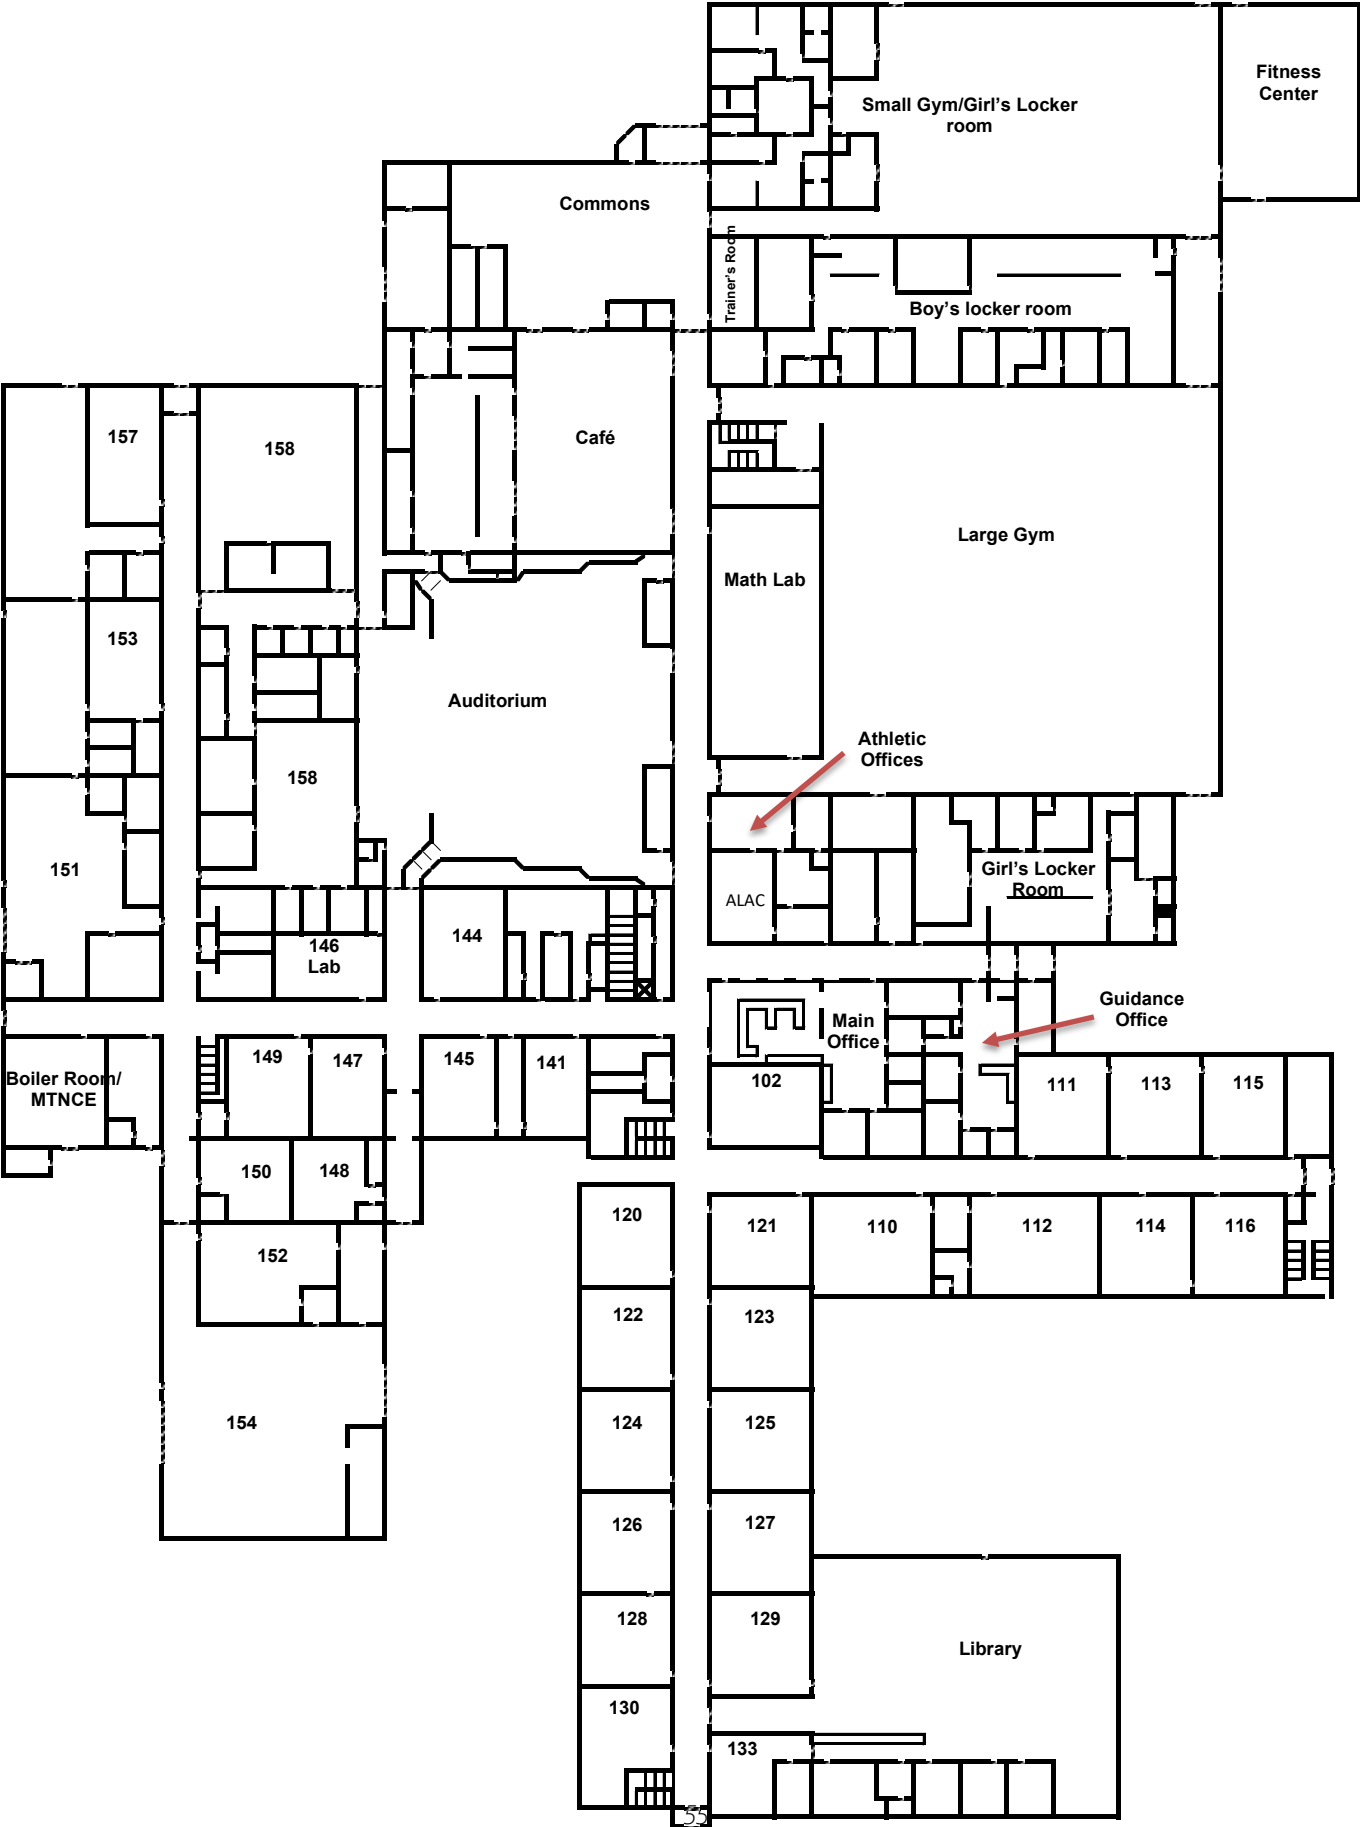 Fitness
Center
Small Gym/Girl's Locker
room
Commons
Trainer's Room
Boy's locker room
157
158
Café
Large Gym
Math Lab
153
Auditorium
Athletic
Offices
158
151
Girl's Locker
Room
ALAC
146
Lab
144
Guidance
Office
Main
Office
149
147
145
141
Boiler Room/
MTNCE
102
111
113
115
150
148
120
121
110
112
114
116
152
122
123
154
124
125
126
127
128
129
Library
130
133
55